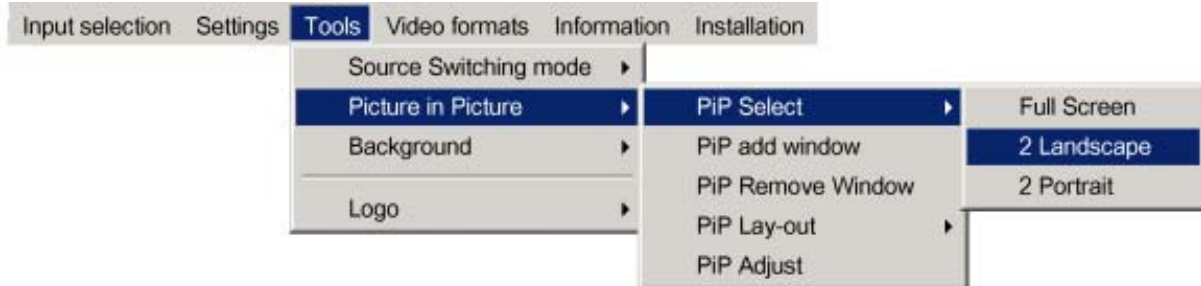 Input selection Settings Tools Video formats Information Installation
Source Switching mode
Picture in Picture PiP Select Full Screen
Background PiP add window 2 Landscape
PiP Remove Window 2 Portrait
Logo PiP Lay-out
PiP Adjust